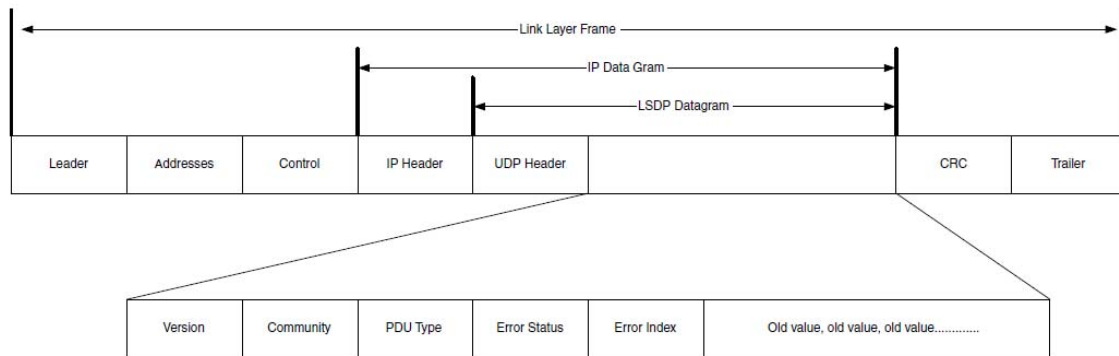 Link Layer Frame
IP Data Gram
LSDP Datagram
Leader Addresses Control IP Header UDP Header CRC Trailer
Version Community PDU Type Error Status Error Index Old value, old value, old value.............